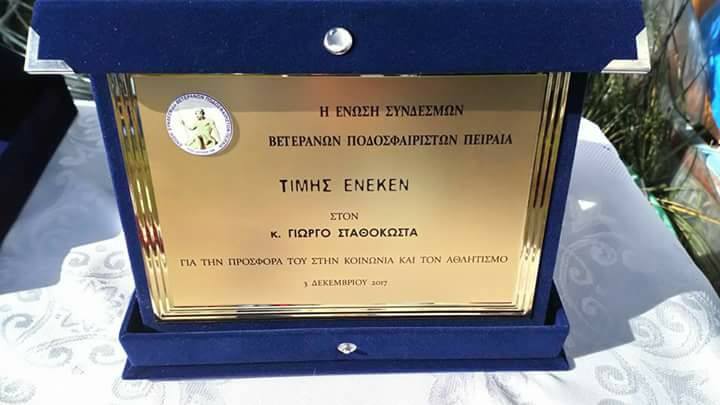 Η ΕΝΩΣΗ ΣΥΝΔΕΣΜΩΝ
ΒΕΤΕΡΑΝΩΝ ΠΟΔΟΣΦΑΙΡΙΣΤΩΝ ΠΕΙΡΑΙΑ
ΤΙΜΗΣ ΕΝΕΚΕΝ
ΣΤΟΝ
κ. ΓΙΩΡΓΟ ΣΤΑΘΟΚΩΣΤΑ
ΓΙΑ ΤΗΝ ΠΡΟΣΦΟΡΑ ΤΟΥ ΣΤΗΝ ΚΟΙΝΩΝΙΑ ΚΑΙ ΤΟΝ ΑΘΛΗΤΙΣΜΟ
3 ΔΕΚΕΜΒΡΙΟΥ 2017